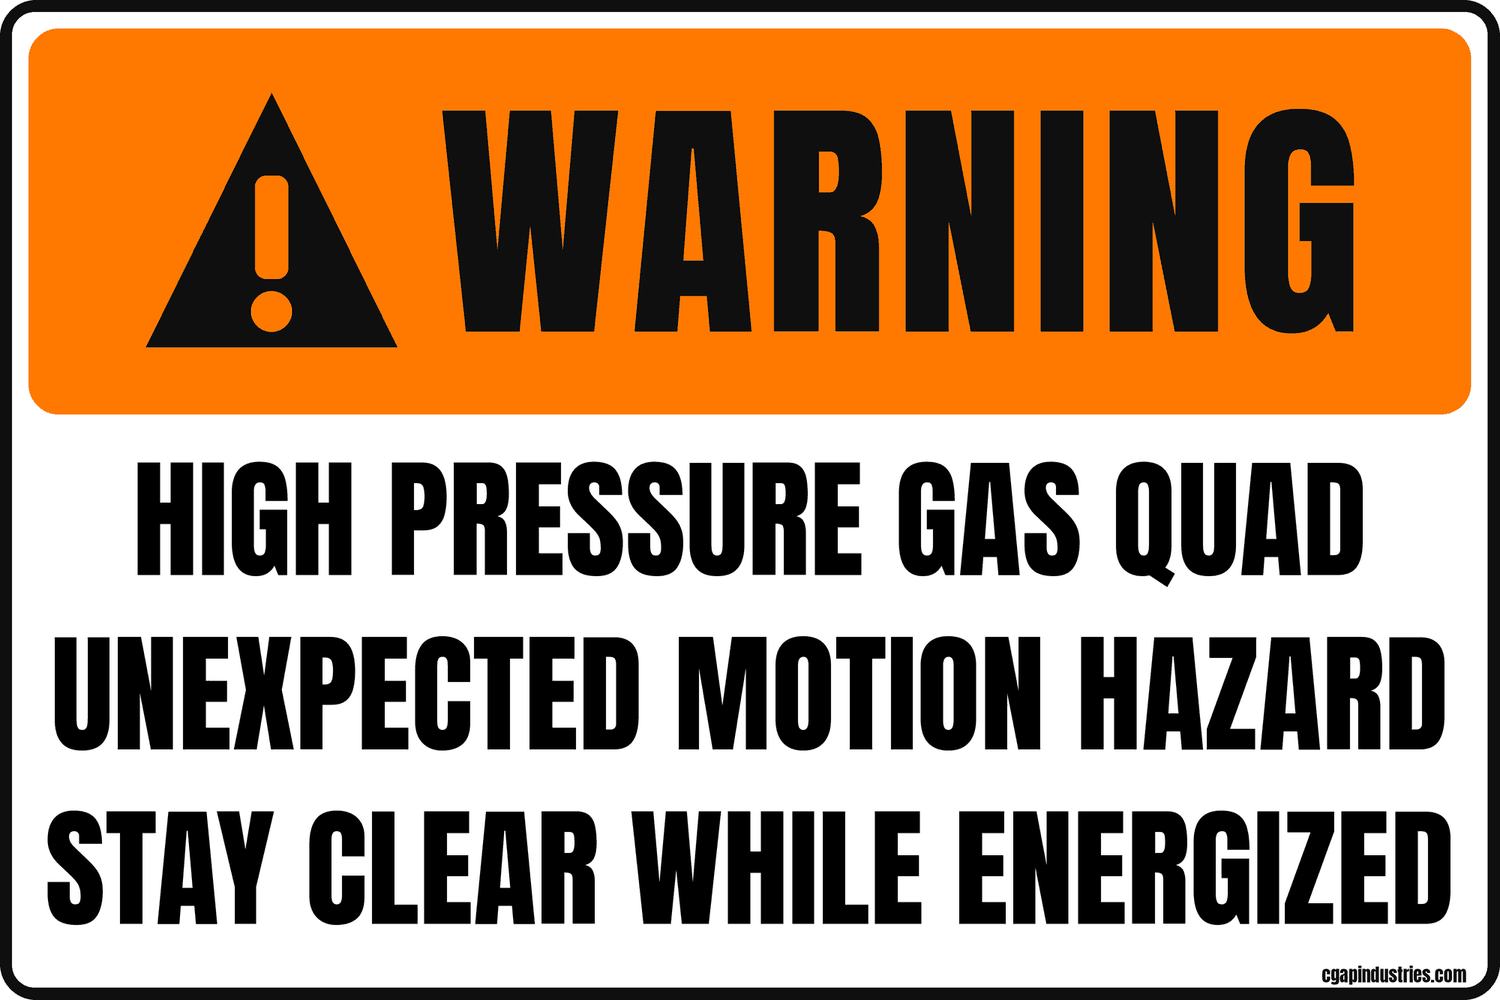 WARNING
HIGH PRESSURE GAS QUAD
UNEXPECTED MOTION HAZARD
STAY CLEAR WHILE ENERGIZED
cgapindustries.com